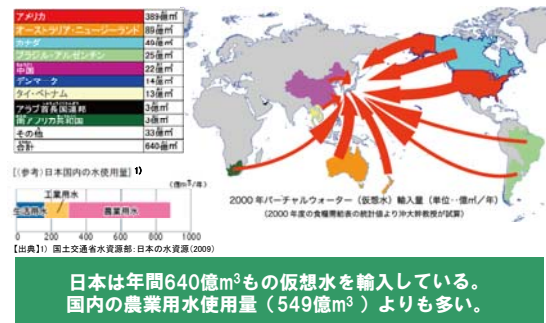 アメリカ 389億㎥
オーストラリア・ニュージーランド 89億㎥
カナダ 49億㎥
ブラジル・アルゼンチン 25億㎥
中国 22億㎥
デンマーク 14億㎥
タイ・ベトナム 13億㎥
アラブ首長国連邦 3億㎥
南アフリカ共和国 3億㎥
その他 33億㎥
合計 640億㎥
[(参考)日本国内の水使用量] 1)
(億㎥/年)
工業用水
生活用水 農業用水
0 200 400 600 800 1000
【出典】1) 国土交通省水資源部:日本の水資源(2009)
2000年バーチャルウォーター(仮想水)輸入量(単位‥億㎥/年)
(2000年度の食糧需給表の統計値より沖大幹教授が試算)
日本は年間640億m³もの仮想水を輸入している。
国内の農業用水使用量(549億m³)よりも多い。